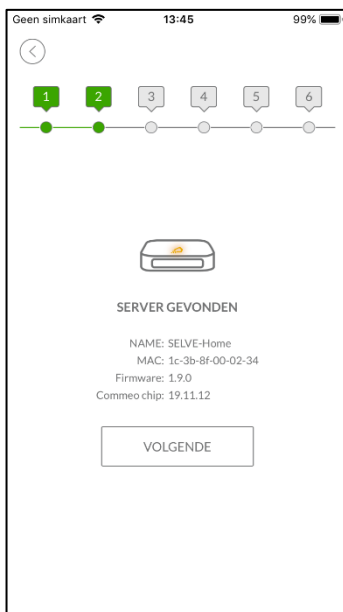 Geen simkaart 13:45 99%
1 2 3 4 5 6
SERVER GEVONDEN
NAME: SELVE-Home
MAC: 1c-3b-8f-00-02-34
Firmware: 1.9.0
Commeo chip: 19.11.12
VOLGENDE